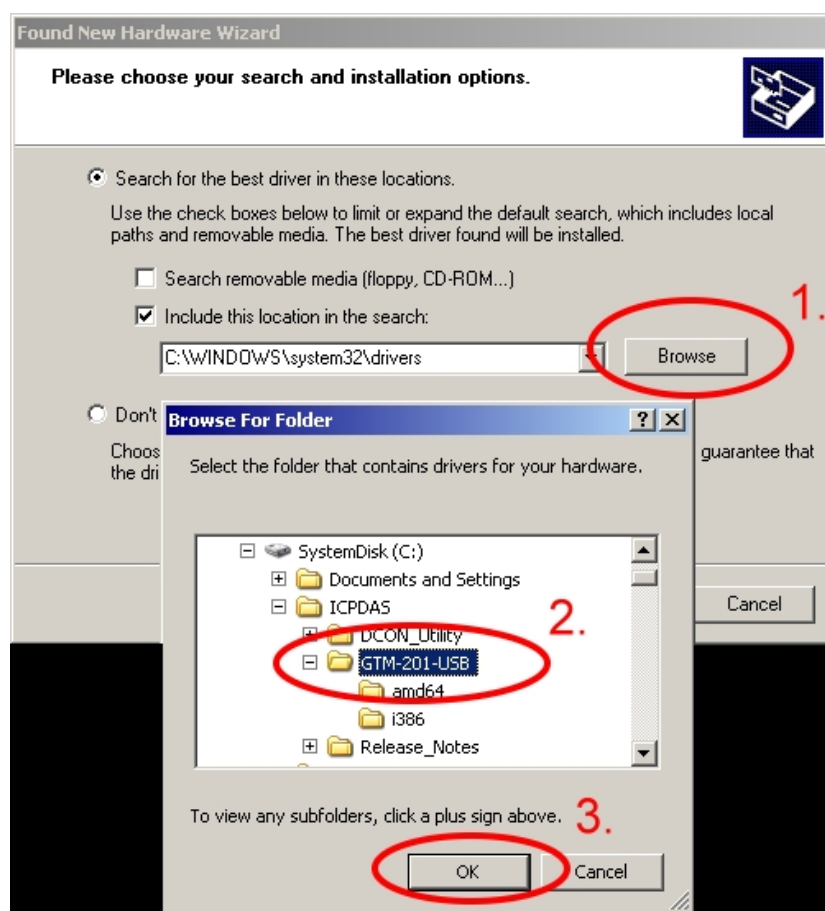 Found New Hardware Wizard
Please choose your search and installation options.
Search for the best driver in these locations.
Use the check boxes below to limit or expand the default search, which includes local
paths and removable media. The best driver found will be installed.
Search removable media (floppy, CD-ROM...)
Include this location in the search:
1.
C:\WINDOWS\system32\drivers
Browse
Don't
Choos
guarantee that
the dri
Cancel
Browse For Folder
Select the folder that contains drivers for your hardware.
SystemDisk (C:)
Documents and Settings
ICPDAS
DCON_Utility
2.
GTM-201-USB
amd64
i386
Release_Notes
To view any subfolders, click a plus sign above.
3.
OK
Cancel